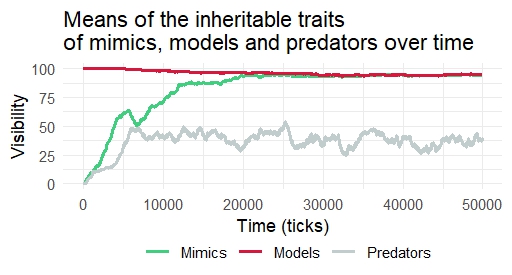 Means of the inheritable traits
of mimics, models and predators over time
Visibility
100
75
50
25
0
0
10000
20000
30000
40000
50000
Time (ticks)
Mimics
Models
Predators